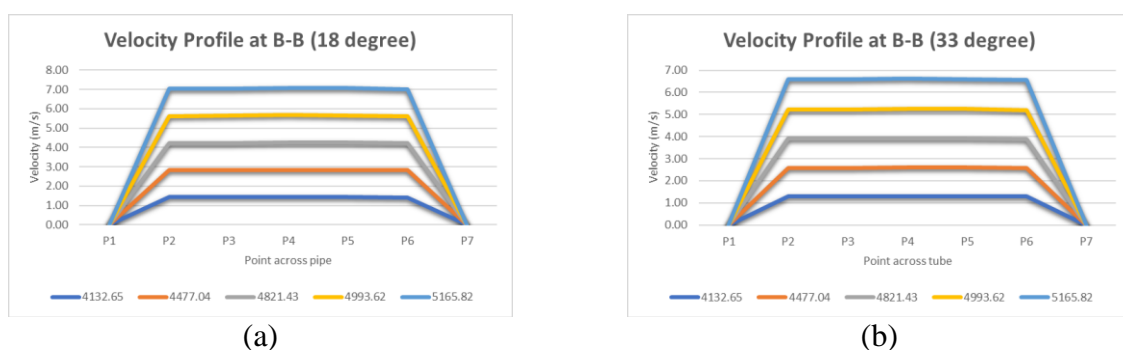 Velocity Profile at B-B (18 degree)
8.00
7.00
6.00
5.00
4.00
3.00
2.00
1.00
0.00
Velocity (m/s)
P1 P2 P3 P4 P5 P6 P7
Point across pipe
4132.65 4477.04 4821.43 4993.62 5165.82
(a)
Velocity Profile at B-B (33 degree)
7.00
6.00
5.00
4.00
3.00
2.00
1.00
0.00
Velocity (m/s)
P1 P2 P3 P4 P5 P6 P7
Point across tube
4132.65 4477.04 4821.43 4993.62 5165.82
(b)